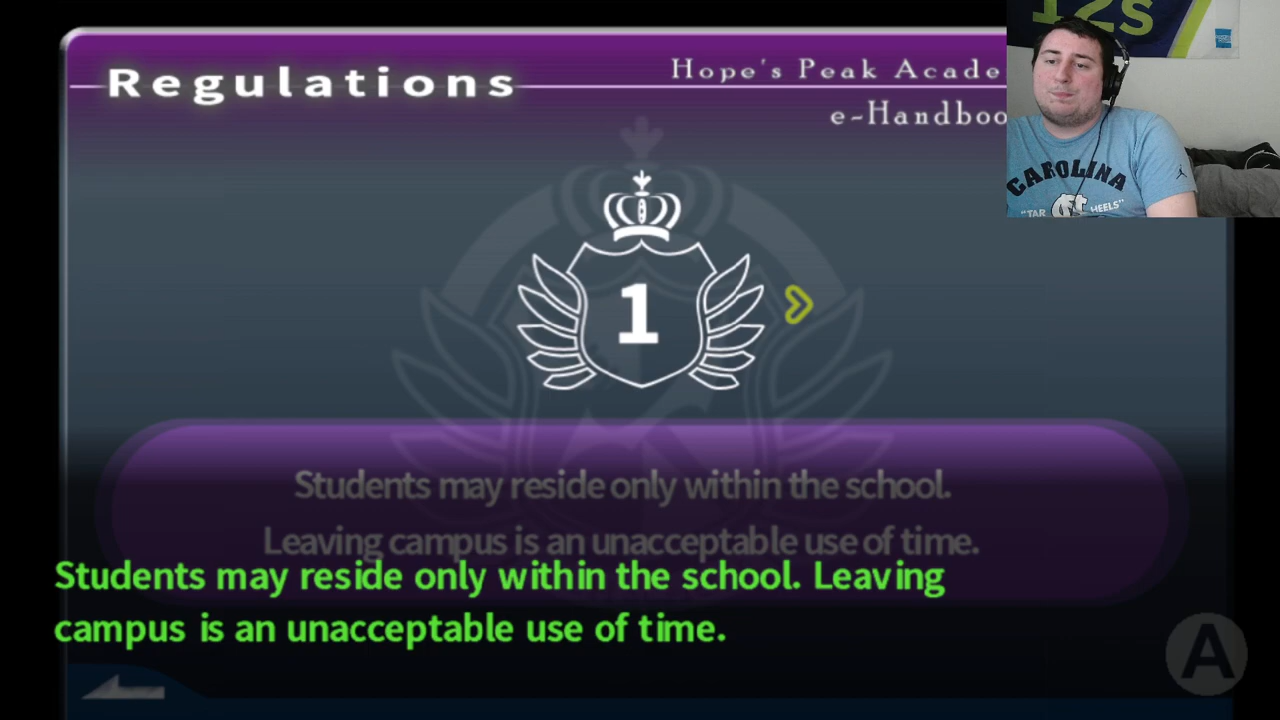 Regulations
Hope's Peak Acade
e-Handboo
12s
CAROLINA
"TAR HEELS"
1
Students may reside only within the school.
Leaving campus is an unacceptable use of time.
Students may reside only within the school. Leaving
campus is an unacceptable use of time.
A